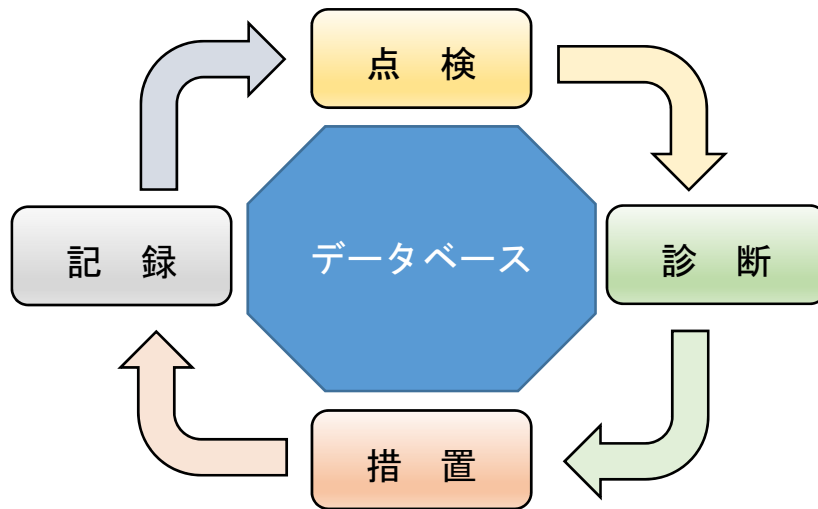 点　検
記　録
データベース
診　断
措　置